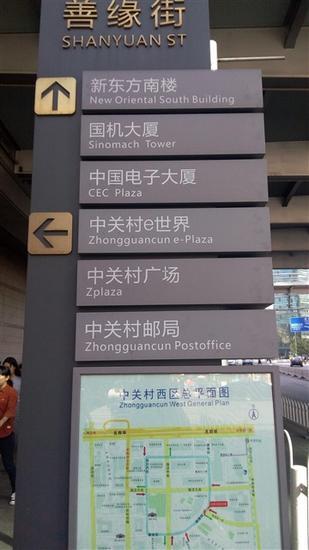 善缘街
SHANYUAN ST
新东方南楼
New Oriental South Building
国机大厦
Sinomach Tower
中国电子大厦
CEC Plaza
中关村e世界
Zhongguancun e-Plaza
中关村广场
Zplaza
中关村邮局
Zhongguancun Postoffice
中关村西区总平面图
Zhongguancun West General Plan